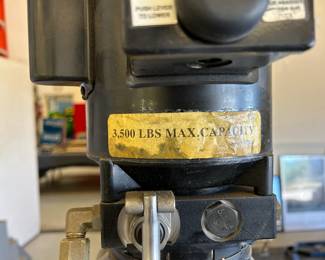 PUSH LEVER
TO LOWER
3,500 LBS MAX. CAPACITY